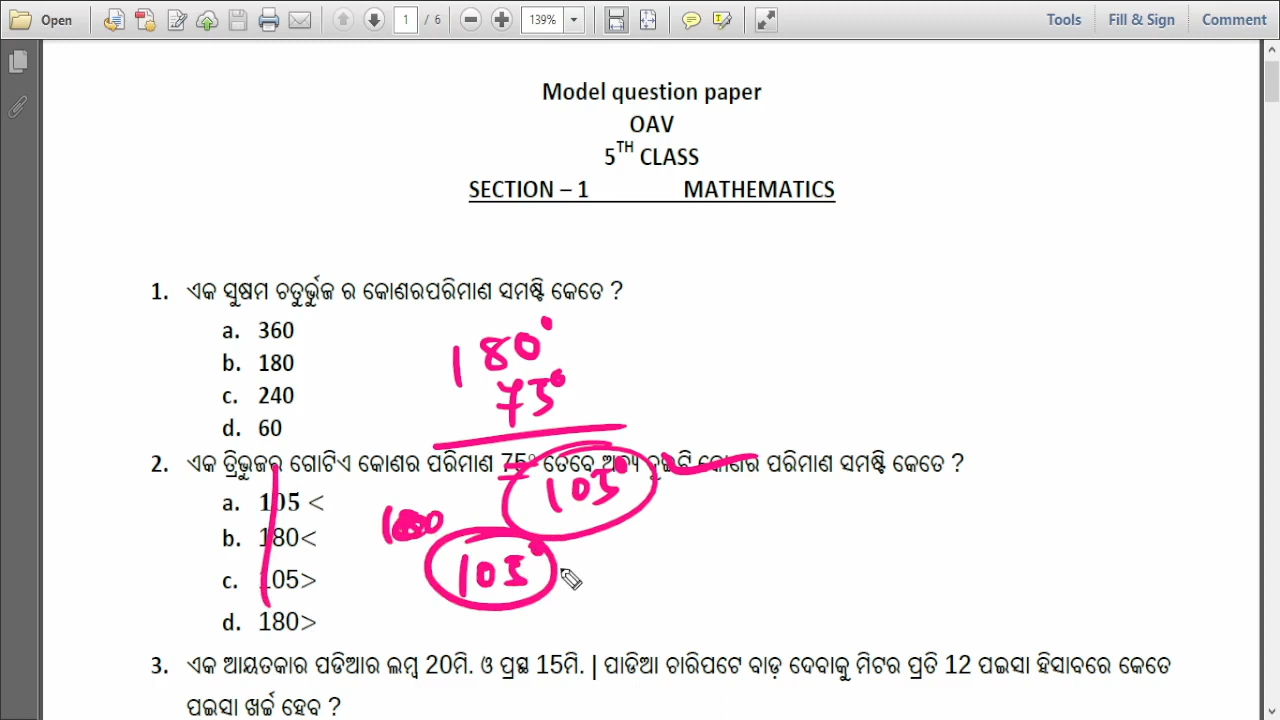 Open 1 / 6 139% Tools Fill & Sign Comment
Model question paper
OAV
5TH CLASS
SECTION – 1 MATHEMATICS
1. ଏକ ସୁଷମ ଚତୁର୍ଭୁଜ ର କୋଣରପରିମାଣ ସମଷ୍ଟି କେତେ ?
a. 360
b. 180
c. 240
d. 60
180°
75°
2. ଏକ ତ୍ରିଭୁଜର ଗୋଟିଏ କୋଣର ପରିମାଣ 75° ତେବେ ଅନ୍ୟ ଦୁଇଟି କୋଣର ପରିମାଣ ସମଷ୍ଟି କେତେ ?
= 105°
a. 105 <
b. 180<
105°
c. 105>
d. 180>
3. ଏକ ଆୟତକାର ପଡିଆର ଲମ୍ବ 20ମି. ଓ ପ୍ରସ୍ଥ 15ମି. | ପାଡିଆ ଚାରିପଟେ ବାଡ଼ ଦେବାକୁ ମିଟର ପ୍ରତି 12 ପଇସା ହିସାବରେ କେତେ
ପଇସା ଖର୍ଚ୍ଚ ହେବ ?